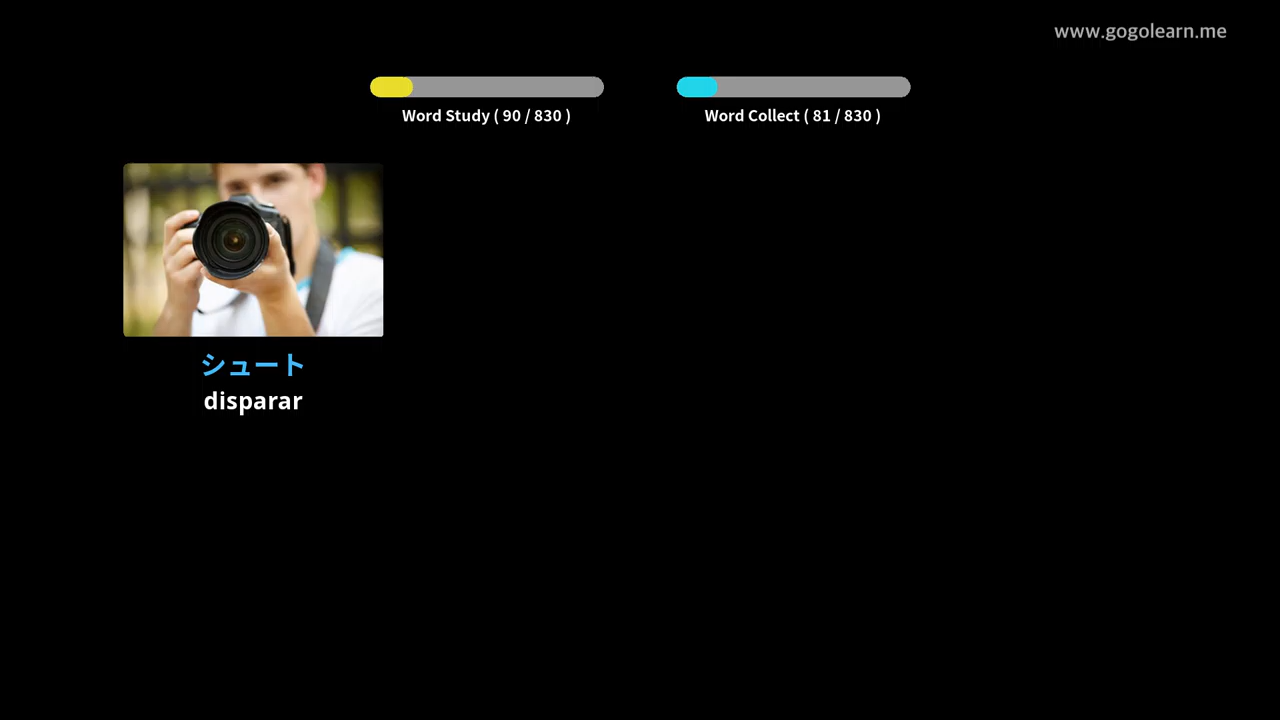 www.gogolearn.me
Word Study ( 90 / 830 )
Word Collect ( 81 / 830 )
シュート
disparar